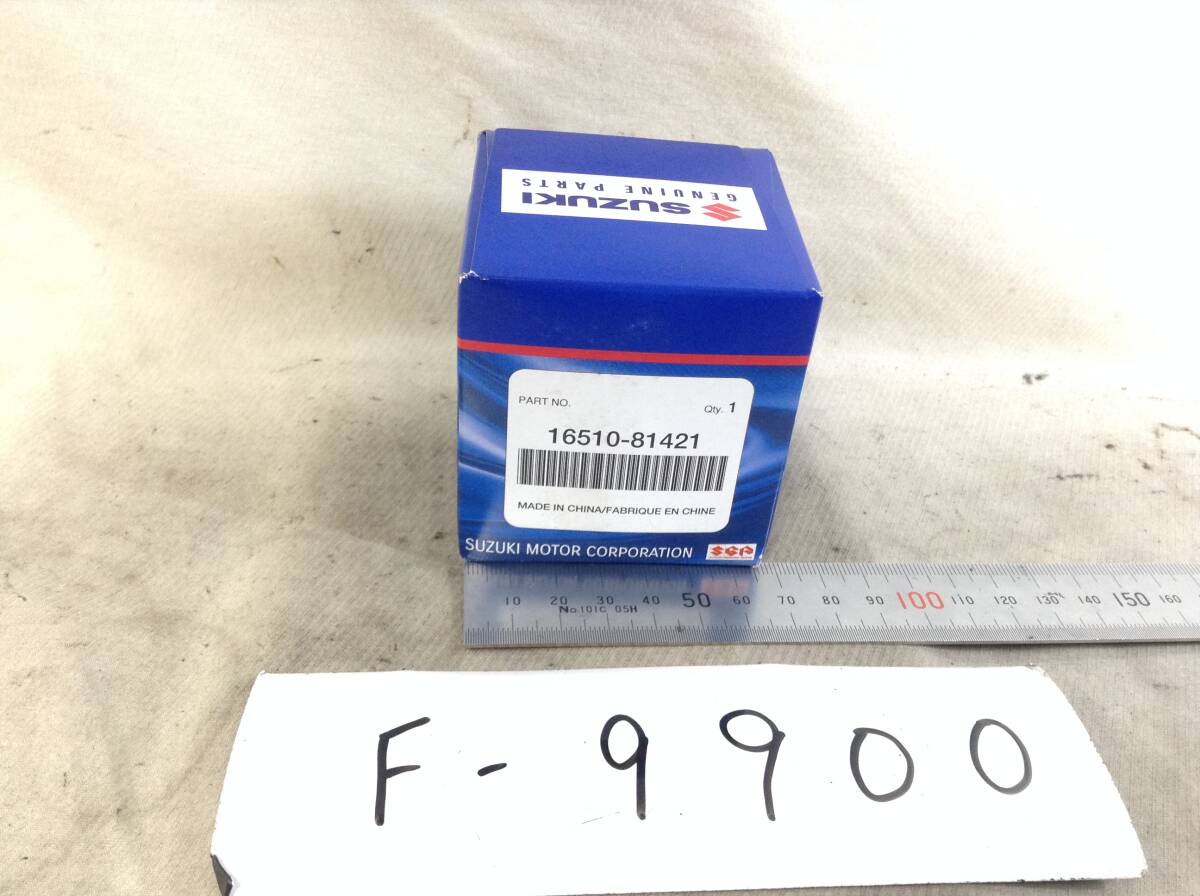 SUZUKI
GENUINE PARTS
PART NO.
Qty. 1
16510-81421
MADE IN CHINA/FABRIQUE EN CHINE
SUZUKI MOTOR CORPORATION
SGP
10 20 30 40 50 60 70 80 90 100 110 120 130 140 150 160
No.101C 05H
F-9900